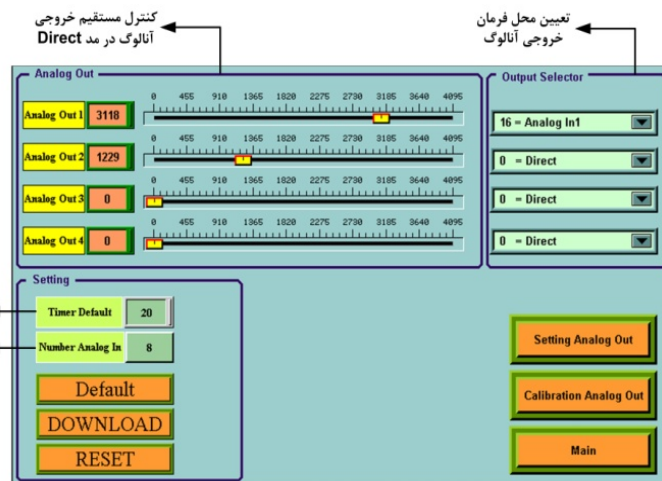 کنترل مستقیم خروجی
آنالوگ در مد Direct
تعیین محل فرمان
خروجی آنالوگ
Analog Out
Output Selector
0 455 910 1365 1820 2275 2730 3185 3640 4095
Analog Out 1 3118
16 = Analog In1
0 455 910 1365 1820 2275 2730 3185 3640 4095
Analog Out 2 1229
0 = Direct
0 455 910 1365 1820 2275 2730 3185 3640 4095
Analog Out 3 0
0 = Direct
0 455 910 1365 1820 2275 2730 3185 3640 4095
Analog Out 4 0
0 = Direct
Setting
Timer Default 20
Number Analog In 8
Default
DOWNLOAD
RESET
Setting Analog Out
Calibration Analog Out
Main